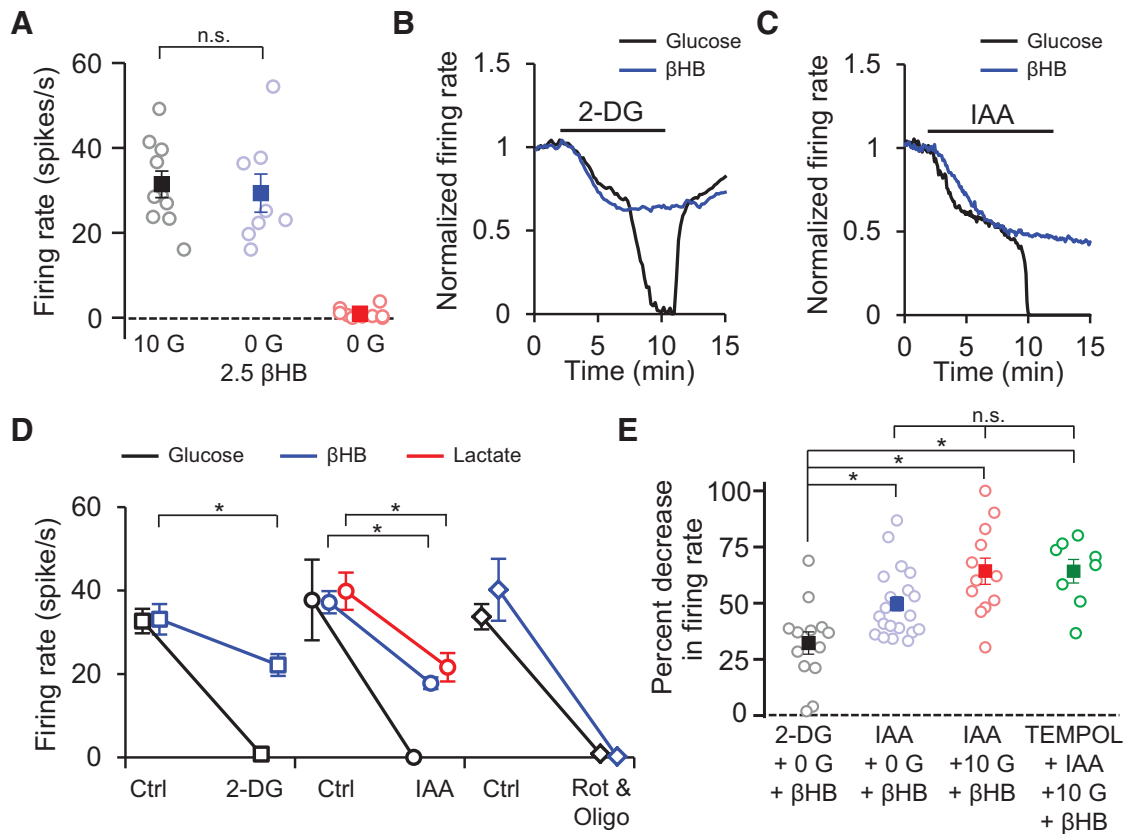 A
n.s.
Firing rate (spikes/s)
60
40
20
0
10 G
0 G
0 G
2.5 βHB
B
Glucose
βHB
Normalized firing rate
1.5
1
0.5
0
2-DG
0
5
10
15
Time (min)
C
Glucose
βHB
Normalized firing rate
1.5
1
0.5
0
IAA
0
5
10
15
Time (min)
D
Glucose
βHB
Lactate
Firing rate (spike/s)
60
40
20
0
*
*
*
Ctrl
2-DG
Ctrl
IAA
Ctrl
Rot &
Oligo
E
n.s.
*
*
*
Percent decrease
in firing rate
100
75
50
25
0
2-DG
+ 0 G
+ βHB
IAA
+ 0 G
+ βHB
IAA
+10 G
+ βHB
TEMPOL
+ IAA
+10 G
+ βHB